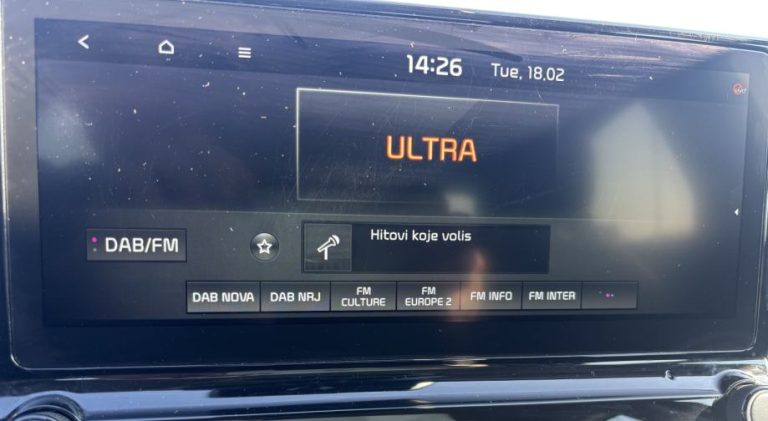 14:26 Tue, 18.02
ULTRA
DAB/FM
Hitovi koje volis
DAB NOVA
DAB NRJ
FM
CULTURE
FM
EUROPE 2
FM INFO
FM INTER